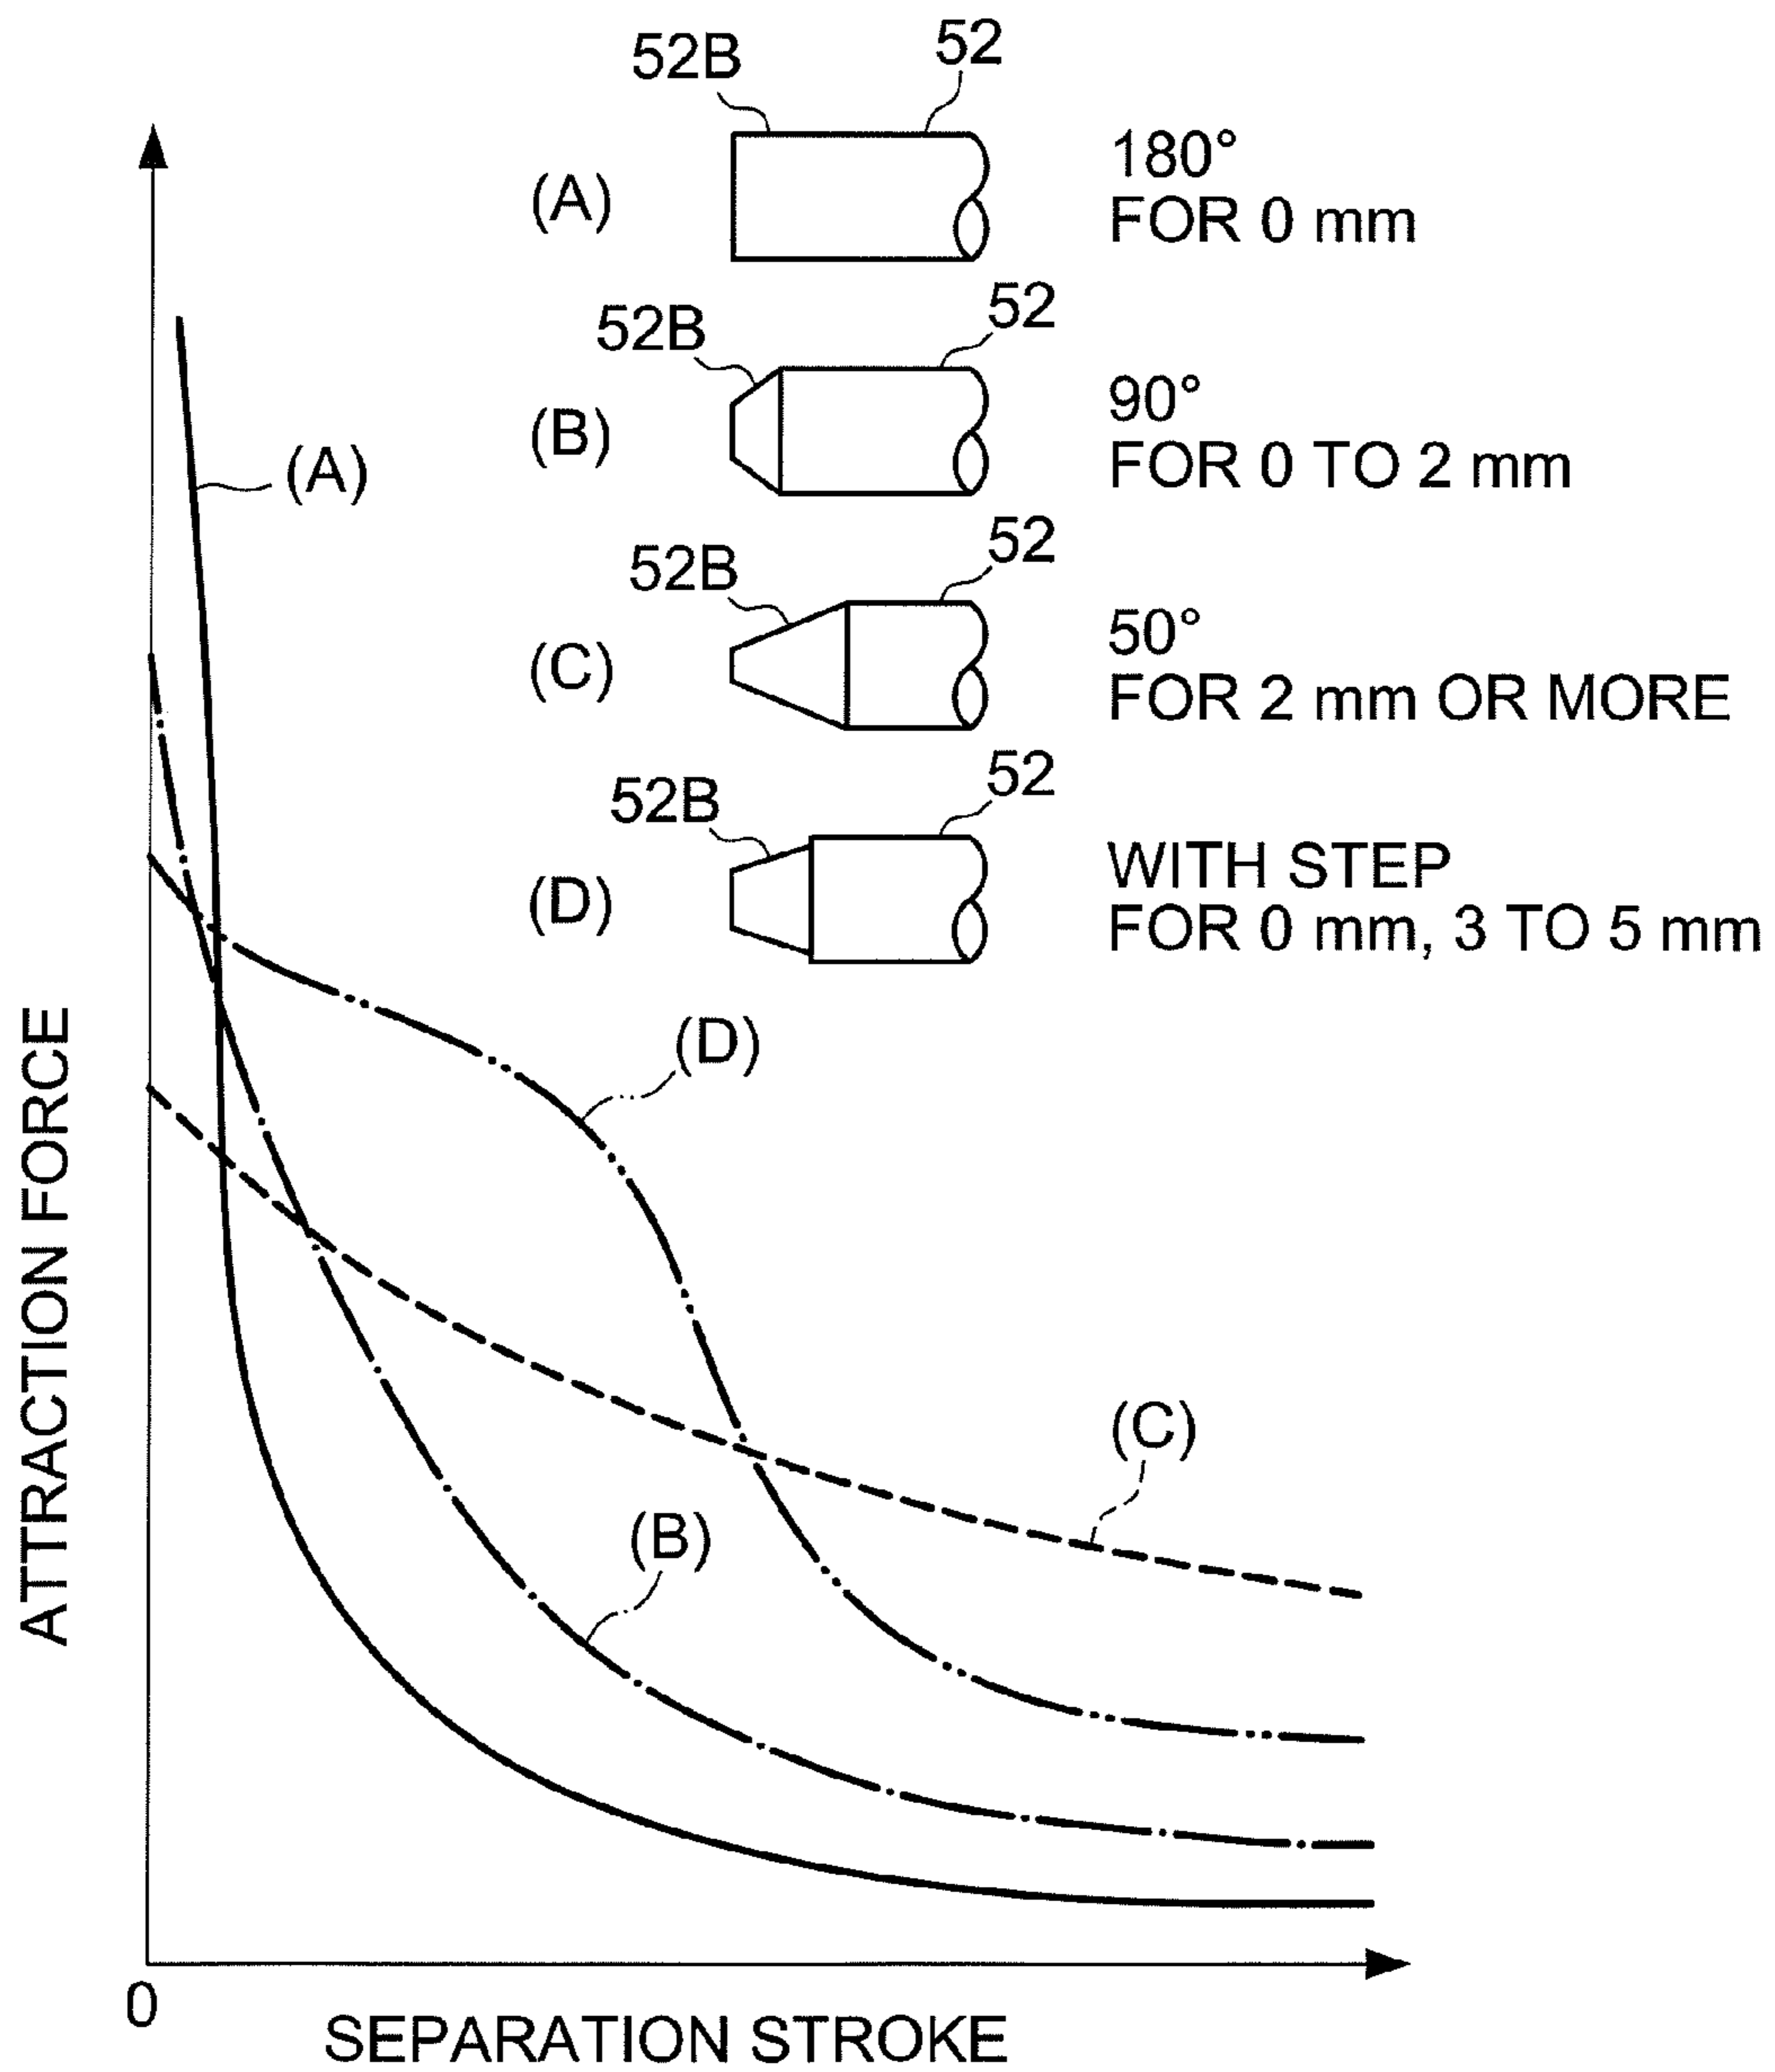 52B
52
(A)
180°
FOR 0 mm
52B
52
(B)
90°
FOR 0 TO 2 mm
52B
52
(C)
50°
FOR 2 mm OR MORE
52B
52
(D)
WITH STEP
FOR 0 mm, 3 TO 5 mm
(A)
(D)
(C)
(B)
ATTRACTION FORCE
0
SEPARATION STROKE